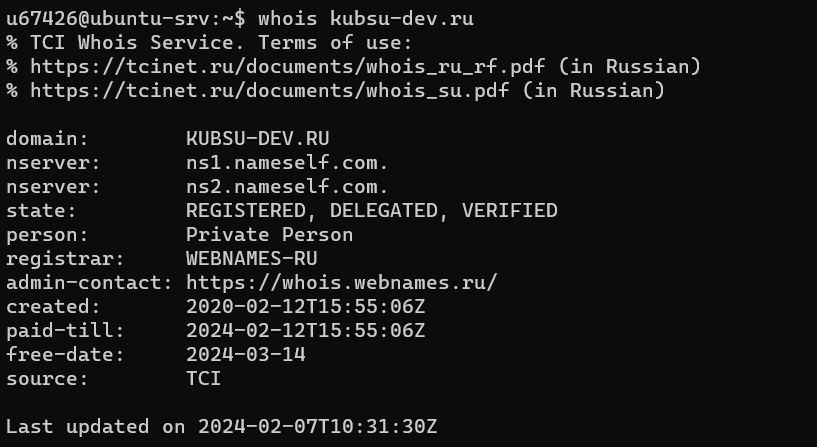 u67426@ubuntu-srv:~$ whois kubsu-dev.ru
% TCI Whois Service. Terms of use:
% https://tcinet.ru/documents/whois_ru_rf.pdf (in Russian)
% https://tcinet.ru/documents/whois_su.pdf (in Russian)

domain:        KUBSU-DEV.RU
nserver:       ns1.nameself.com.
nserver:       ns2.nameself.com.
state:         REGISTERED, DELEGATED, VERIFIED
person:        Private Person
registrar:     WEBNAMES-RU
admin-contact: https://whois.webnames.ru/
created:       2020-02-12T15:55:06Z
paid-till:     2024-02-12T15:55:06Z
free-date:     2024-03-14
source:        TCI

Last updated on 2024-02-07T10:31:30Z